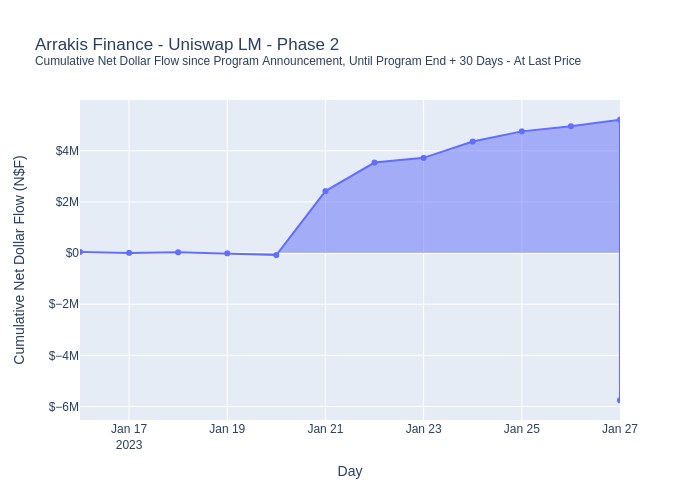 Arrakis Finance - Uniswap LM - Phase 2
Cumulative Net Dollar Flow since Program Announcement, Until Program End + 30 Days - At Last Price
Cumulative Net Dollar Flow (N$F)
$4M
$2M
$0
$−2M
$−4M
$−6M
Jan 17 Jan 19 Jan 21 Jan 23 Jan 25 Jan 27
2023
Day